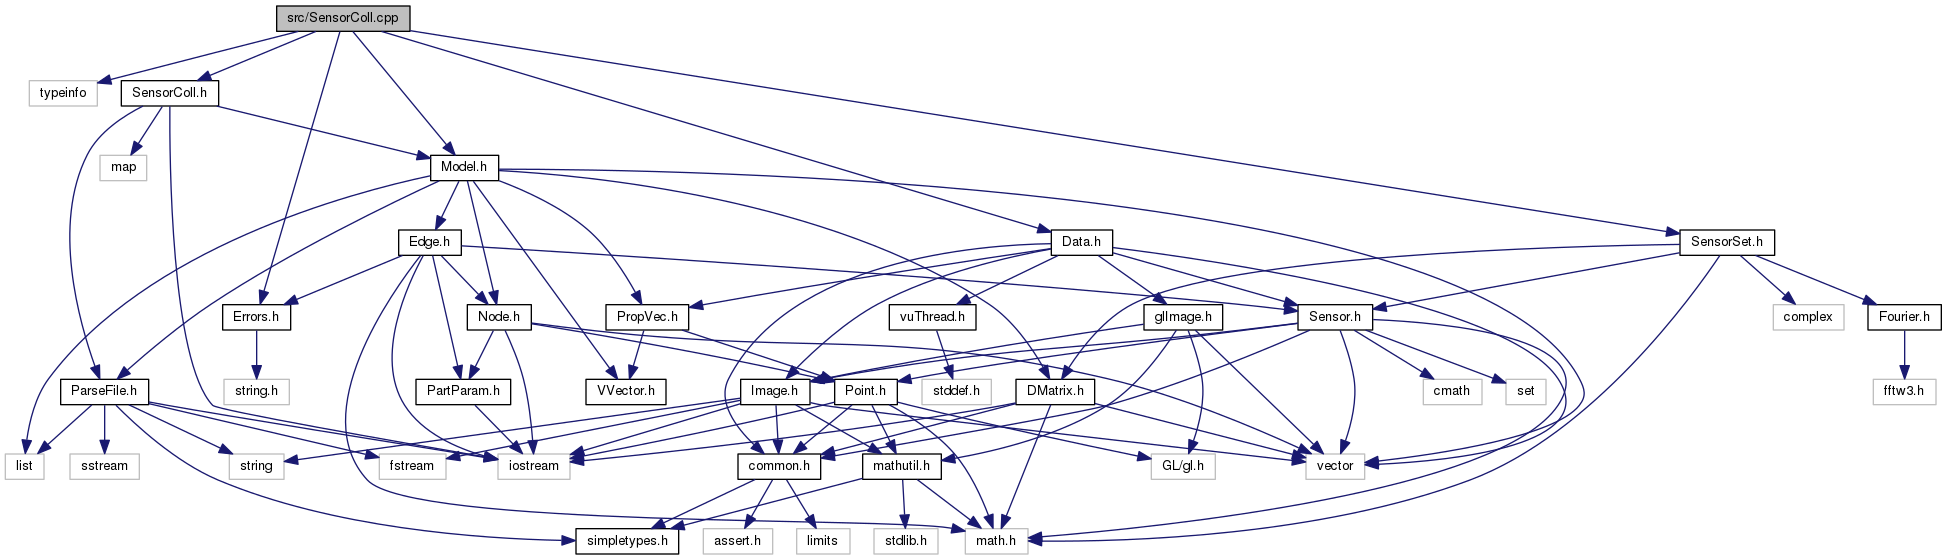 src/SensorColl.cpp
typeinfo
SensorColl.h
map
Model.h
Edge.h
Data.h
SensorSet.h
Errors.h
Node.h
PropVec.h
vuThread.h
glImage.h
Sensor.h
complex
Fourier.h
ParseFile.h
string.h
PartParam.h
VVector.h
Image.h
Point.h
stddef.h
DMatrix.h
cmath
set
fftw3.h
list
sstream
string
fstream
iostream
common.h
mathutil.h
GL/gl.h
vector
simpletypes.h
assert.h
limits
stdlib.h
math.h